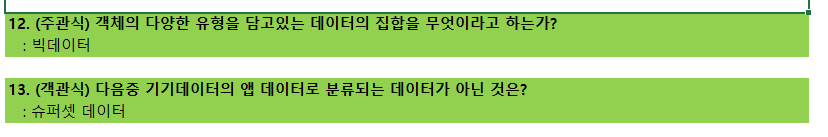 12. (주관식) 객체의 다양한 유형을 담고있는 데이터의 집합을 무엇이라고 하는가?
: 빅데이터
13. (객관식) 다음중 기기데이터의 앱 데이터로 분류되는 데이터가 아닌 것은?
: 슈퍼셋 데이터